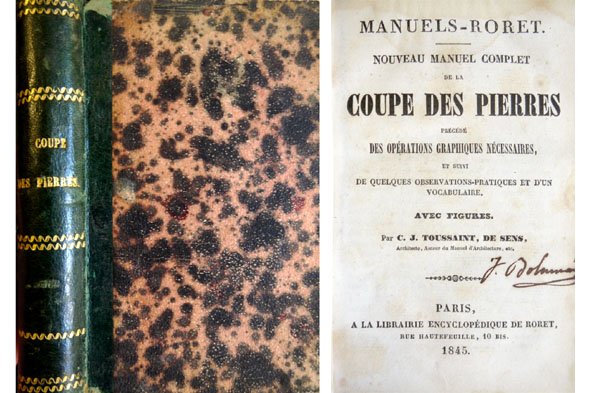 COUPE
DES PIERRES.
MANUELS-RORET.
NOUVEAU MANUEL COMPLET
DE LA
COUPE DES PIERRES
PRÉCÉDÉ
DES OPÉRATIONS GRAPHIQUES NÉCESSAIRES,
ET SUIVI
DE QUELQUES OBSERVATIONS-PRATIQUES ET D'UN
VOCABULAIRE.
AVEC FIGURES.
Par C. J. TOUSSAINT, DE SENS,
Architecte, Auteur du Manuel d'Architecture, etc.
PARIS,
A LA LIBRAIRIE ENCYCLOPÉDIQUE DE RORET,
RUE HAUTEFEUILLE, 10 BIS.
1845.